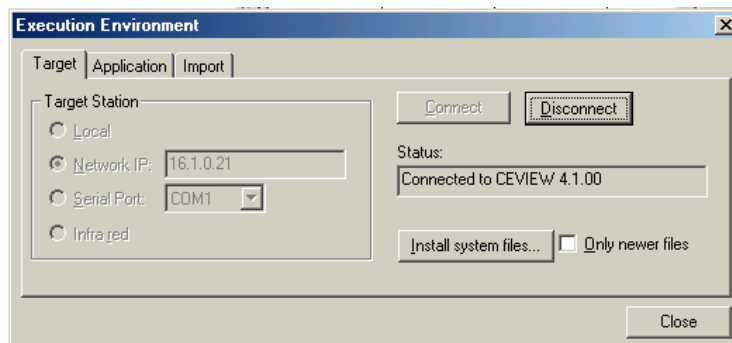 Execution Environment
Target Application Import
Target Station
Local
Network IP: 16.1.0.21
Serial Port: COM1
Infra red
Connect Disconnect
Status:
Connected to CEVIEW 4.1.00
Install system files... Only newer files
Close